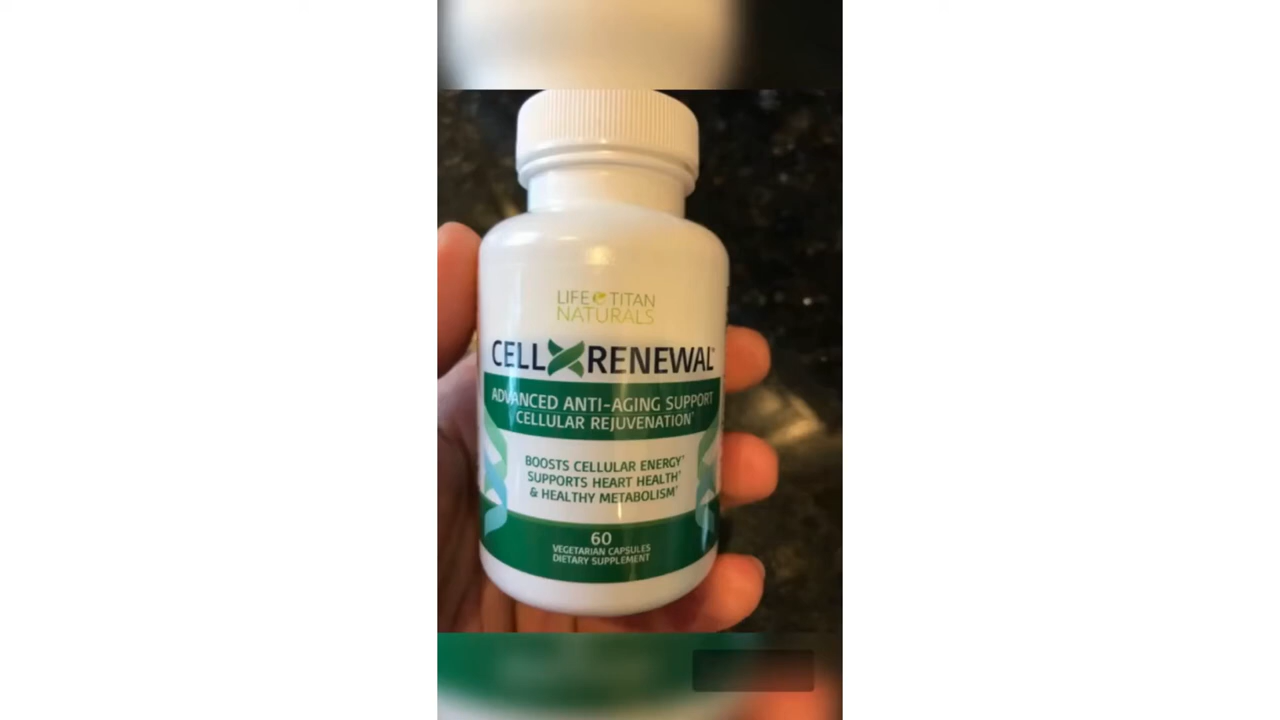 LIFE TITAN
NATURALS
CELL RENEWAL
ADVANCED ANTI-AGING SUPPORT
CELLULAR REJUVENATION*
BOOSTS CELLULAR ENERGY*
SUPPORTS HEART HEALTH*
& HEALTHY METABOLISM*
60
VEGETARIAN CAPSULES
DIETARY SUPPLEMENT